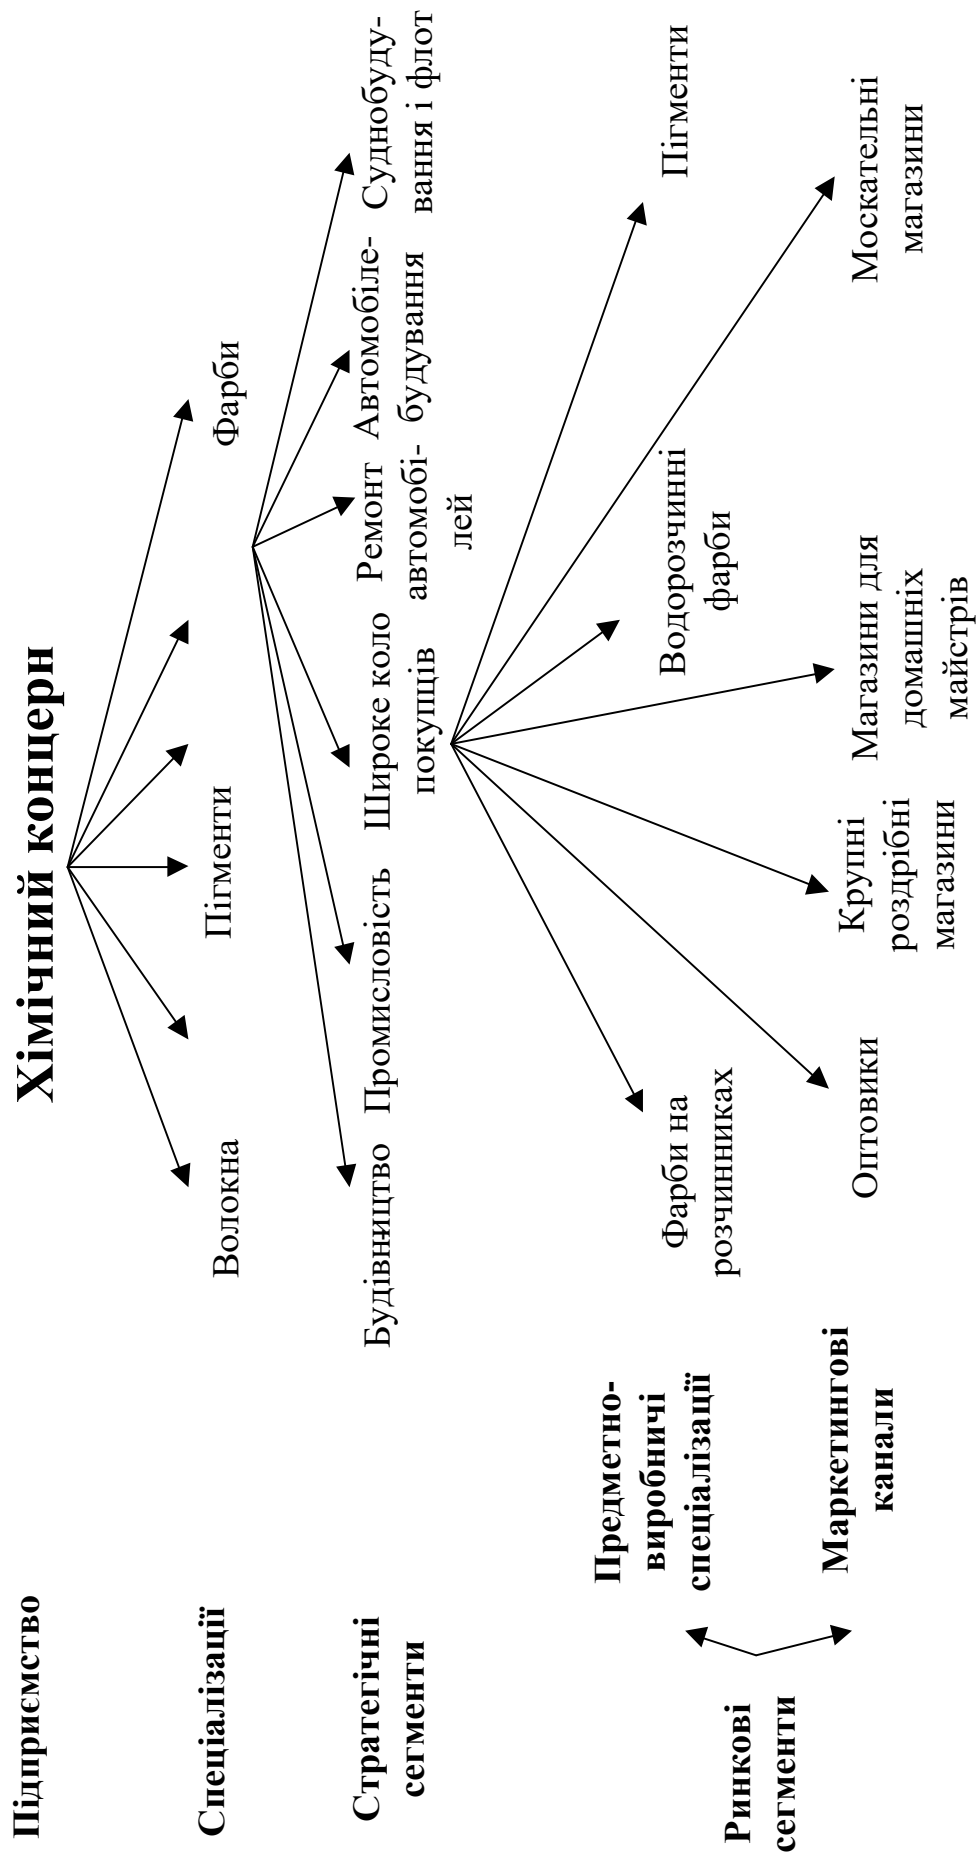 Підприємство
Хімічний концерн
Спеціалізації
Волокна
Пігменти
Фарби
Стратегічні
сегменти
Будівництво
Промисловість
Широке коло
покупців
Ремонт
автомобі-
лей
Автомобіле-
будування
Суднобуду-
вання і флот
Ринкові
сегменти
Предметно-
виробничі
спеціалізації
Фарби на
розчинниках
Водорозчинні
фарби
Пігменти
Маркетингові
канали
Оптовики
Крупні
роздрібні
магазини
Магазини для
домашніх
майстрів
Москательні
магазини